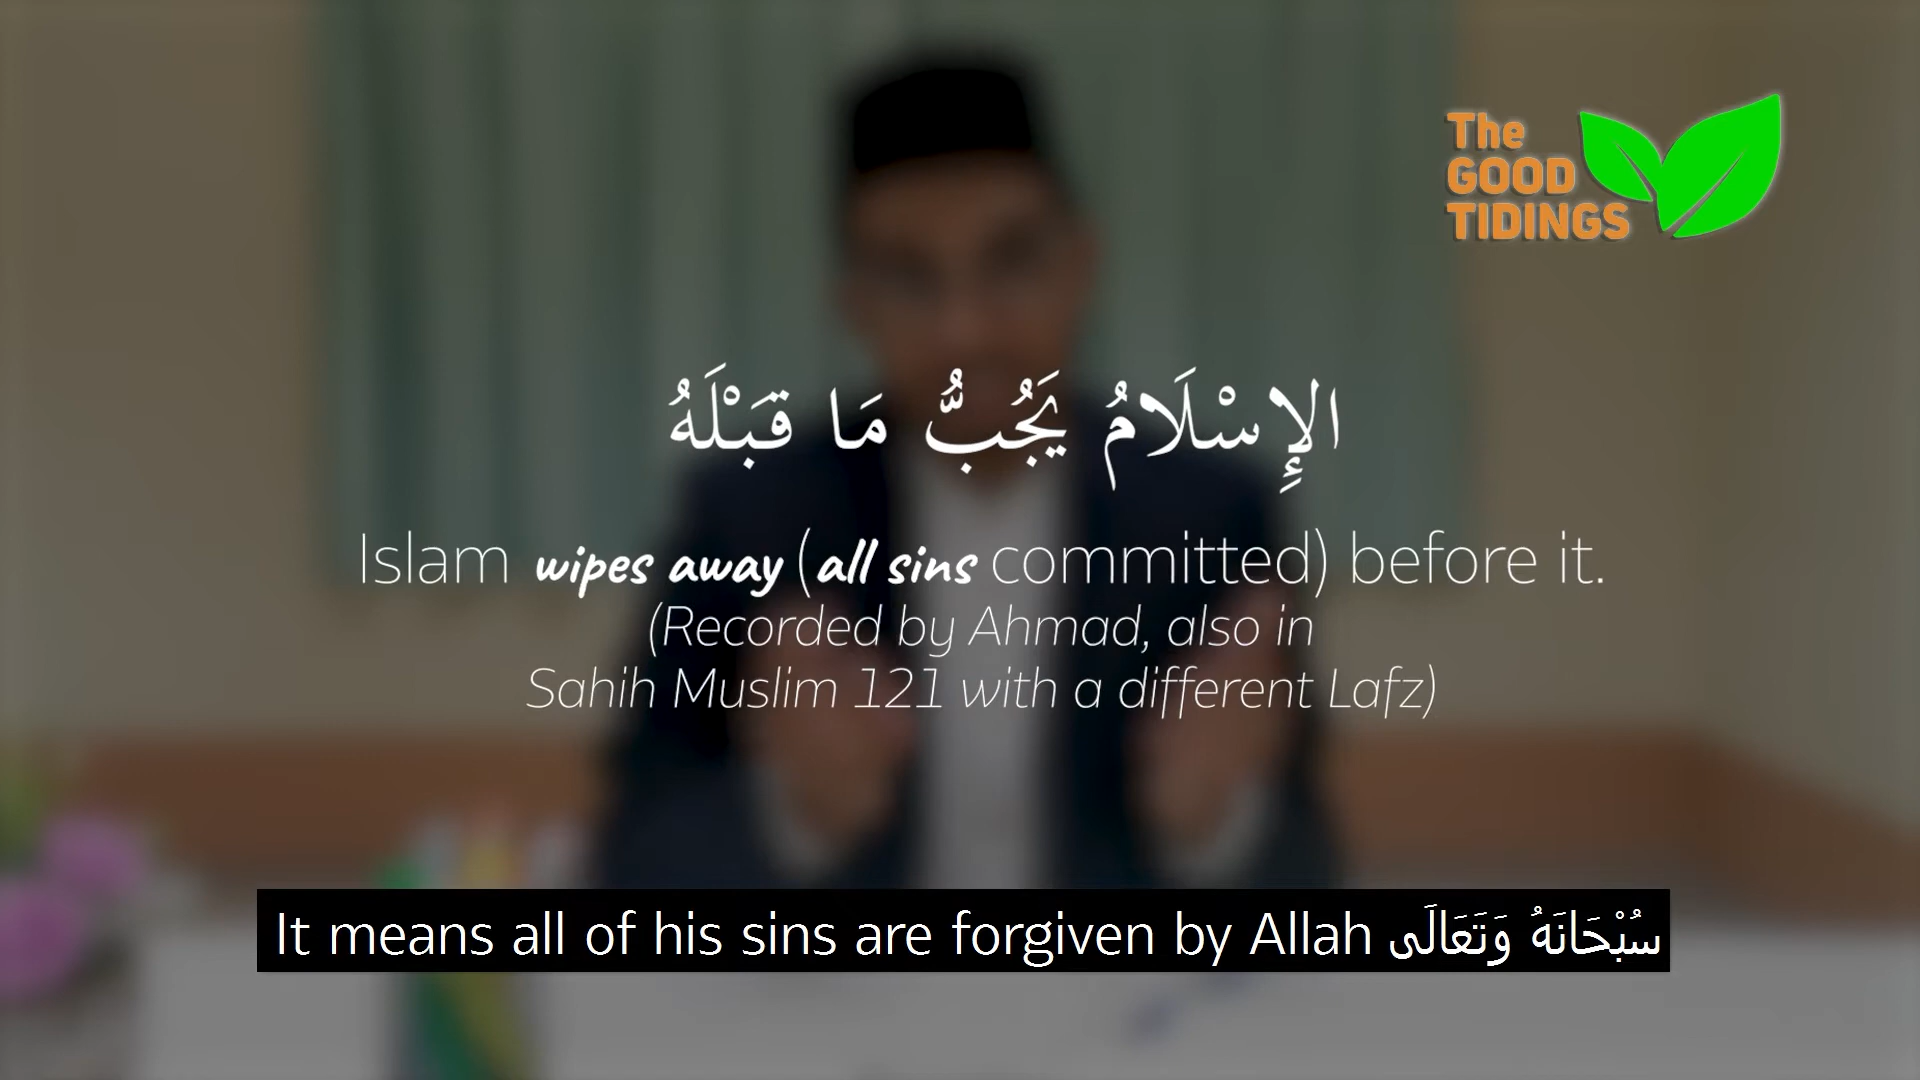 The
GOOD
TIDINGS
الإِسْلَامُ يَجُبُّ مَا قَبْلَهُ
Islam wipes away (all sins committed) before it.
(Recorded by Ahmad, also in
Sahih Muslim 121 with a different Lafz)
It means all of his sins are forgiven by Allah سُبْحَانَهُ وَتَعَالَى